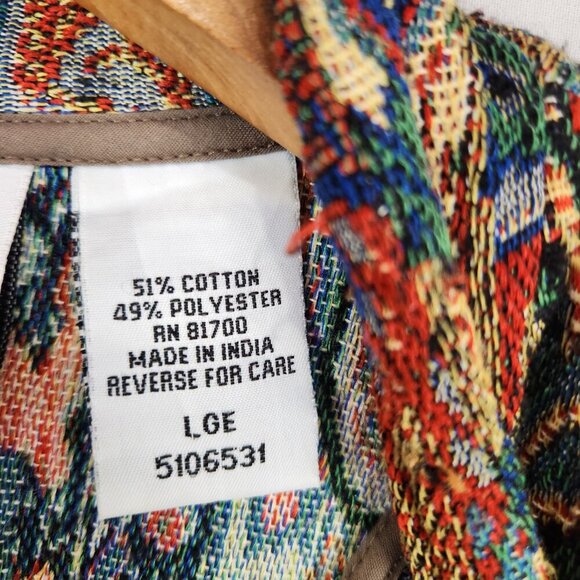 51% COTTON
49% POLYESTER
RN 81700
MADE IN INDIA
REVERSE FOR CARE
LGE
5106531